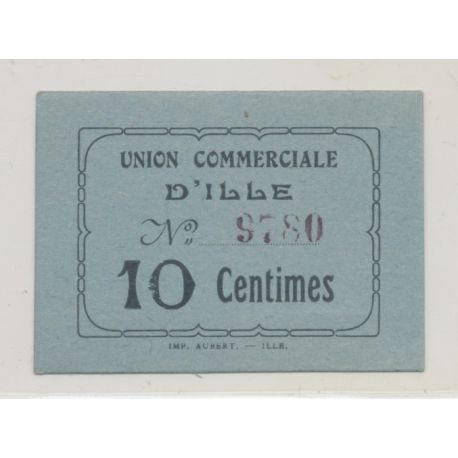 UNION COMMERCIALE
D'ILLE
No 9780
10 Centimes
IMP. AUBERT. — ILLE.